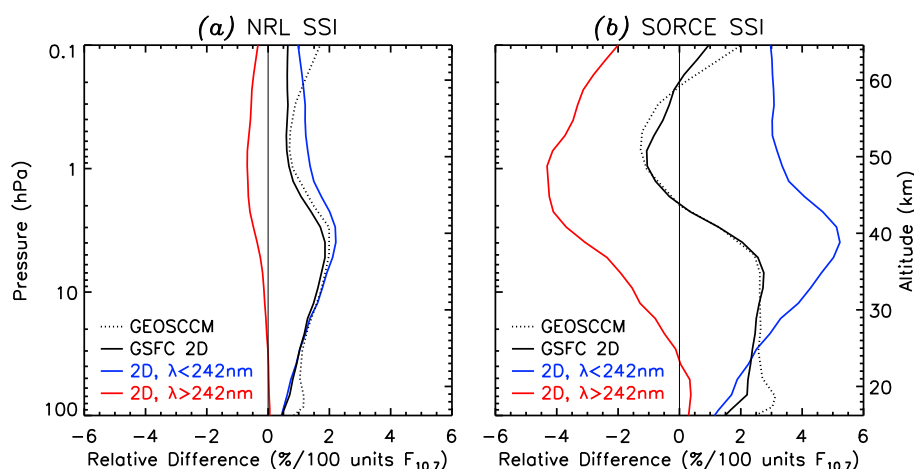 (a) NRL SSI
(b) SORCE SSI
0.1
1
10
100
Pressure (hPa)
GEOSCCM
GSFC 2D
2D, λ<242nm
2D, λ>242nm
-6 -4 -2 0 2 4 6
Relative Difference (%/100 units F10.7)
GEOSCCM
GSFC 2D
2D, λ<242nm
2D, λ>242nm
-6 -4 -2 0 2 4 6
Relative Difference (%/100 units F10.7)
60
50
40
30
20
Altitude (km)